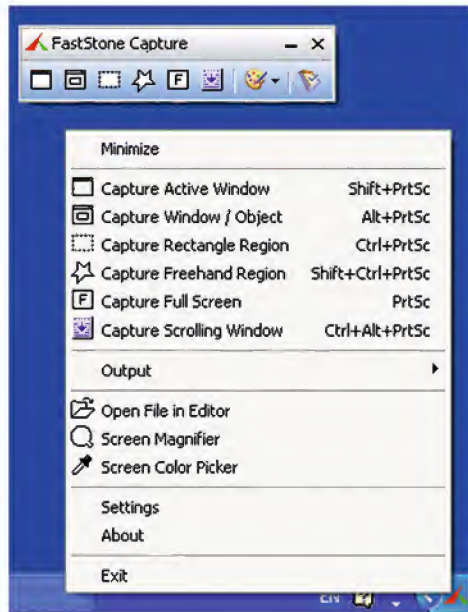 FastStone Capture
F
Minimize
Capture Active Window Shift+PrtSc
Capture Window / Object Alt+PrtSc
Capture Rectangle Region Ctrl+PrtSc
Capture Freehand Region Shift+Ctrl+PrtSc
F Capture Full Screen PrtSc
Capture Scrolling Window Ctrl+Alt+PrtSc
Output
Open File in Editor
Screen Magnifier
Screen Color Picker
Settings
About
Exit
EN